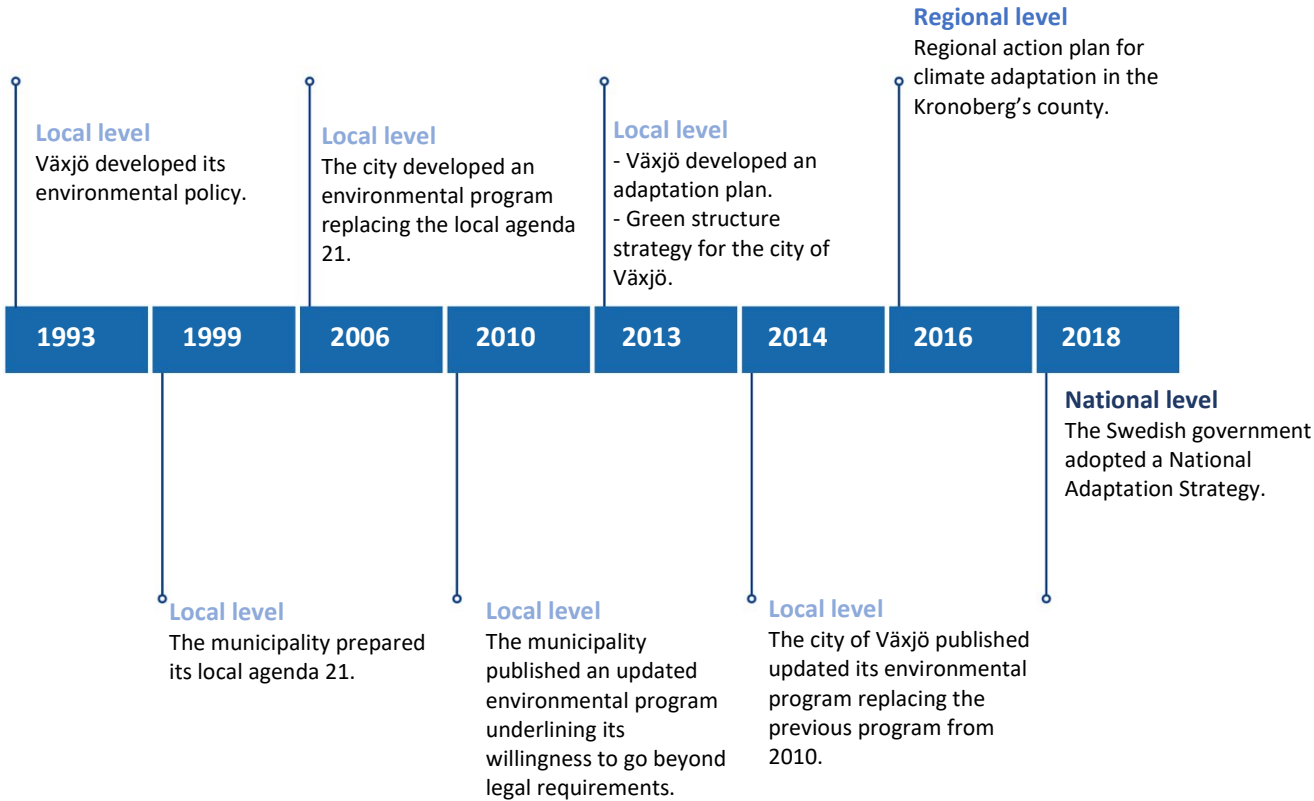 Regional level
Regional action plan for
climate adaptation in the
Kronoberg's county.
Local level
Växjö developed its
environmental policy.
Local level
The city developed an
environmental program
replacing the local agenda
21.
Local level
- Växjö developed an
adaptation plan.
- Green structure
strategy for the city of
Växjö.
1993 1999 2006 2010 2013 2014 2016 2018
National level
The Swedish government
adopted a National
Adaptation Strategy.
Local level
The municipality prepared
its local agenda 21.
Local level
The municipality
published an updated
environmental program
underlining its
willingness to go beyond
legal requirements.
Local level
The city of Växjö published
updated its environmental
program replacing the
previous program from
2010.